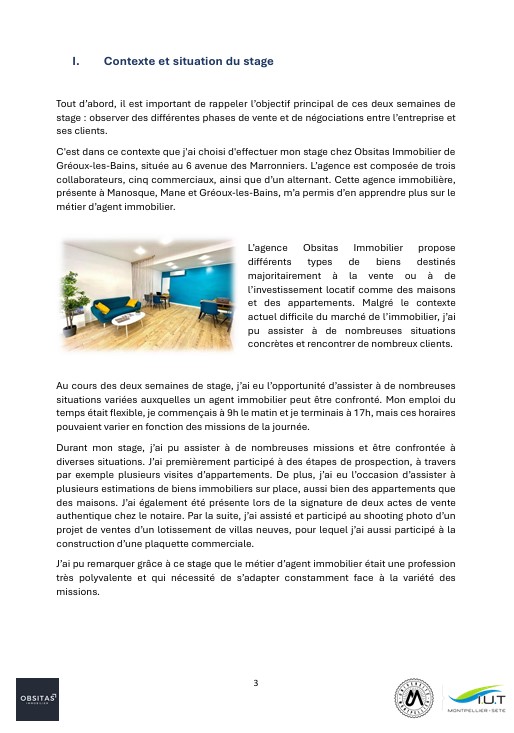 I. Contexte et situation du stage
Tout d'abord, il est important de rappeler l'objectif principal de ces deux semaines de
stage : observer des différentes phases de vente et de négociations entre l'entreprise et
ses clients.
C'est dans ce contexte que j'ai choisi d'effectuer mon stage chez Obsitas Immobilier de
Gréoux-les-Bains, située au 6 avenue des Marronniers. L'agence est composée de trois
collaborateurs, cinq commerciaux, ainsi que d'un alternant. Cette agence immobilière,
présente à Manosque, Mane et Gréoux-les-Bains, m'a permis d'en apprendre plus sur le
métier d'agent immobilier.
L'agence Obsitas Immobilier propose
différents types de biens destinés
majoritairement à la vente ou à de
l'investissement locatif comme des maisons
et des appartements. Malgré le contexte
actuel difficile du marché de l'immobilier, j'ai
pu assister à de nombreuses situations
concrètes et rencontrer de nombreux clients.
Au cours des deux semaines de stage, j'ai eu l'opportunité d'assister à de nombreuses
situations variées auxquelles un agent immobilier peut être confronté. Mon emploi du
temps était flexible, je commençais à 9h le matin et je terminais à 17h, mais ces horaires
pouvaient varier en fonction des missions de la journée.
Durant mon stage, j'ai pu assister à de nombreuses missions et être confrontée à
diverses situations. J'ai premièrement participé à des étapes de prospection, à travers
par exemple plusieurs visites d'appartements. De plus, j'ai eu l'occasion d'assister à
plusieurs estimations de biens immobiliers sur place, aussi bien des appartements que
des maisons. J'ai également été présente lors de la signature de deux actes de vente
authentique chez le notaire. Par la suite, j'ai assisté et participé au shooting photo d'un
projet de ventes d'un lotissement de villas neuves, pour lequel j'ai aussi participé à la
construction d'une plaquette commerciale.
J'ai pu remarquer grâce à ce stage que le métier d'agent immobilier était une profession
très polyvalente et qui nécessité de s'adapter constamment face à la variété des
missions.
3
OBSITAS
IMMOBILIER
UNIVERSITÉ
MONTPELLIER
I.U.T
MONTPELLIER - SETE